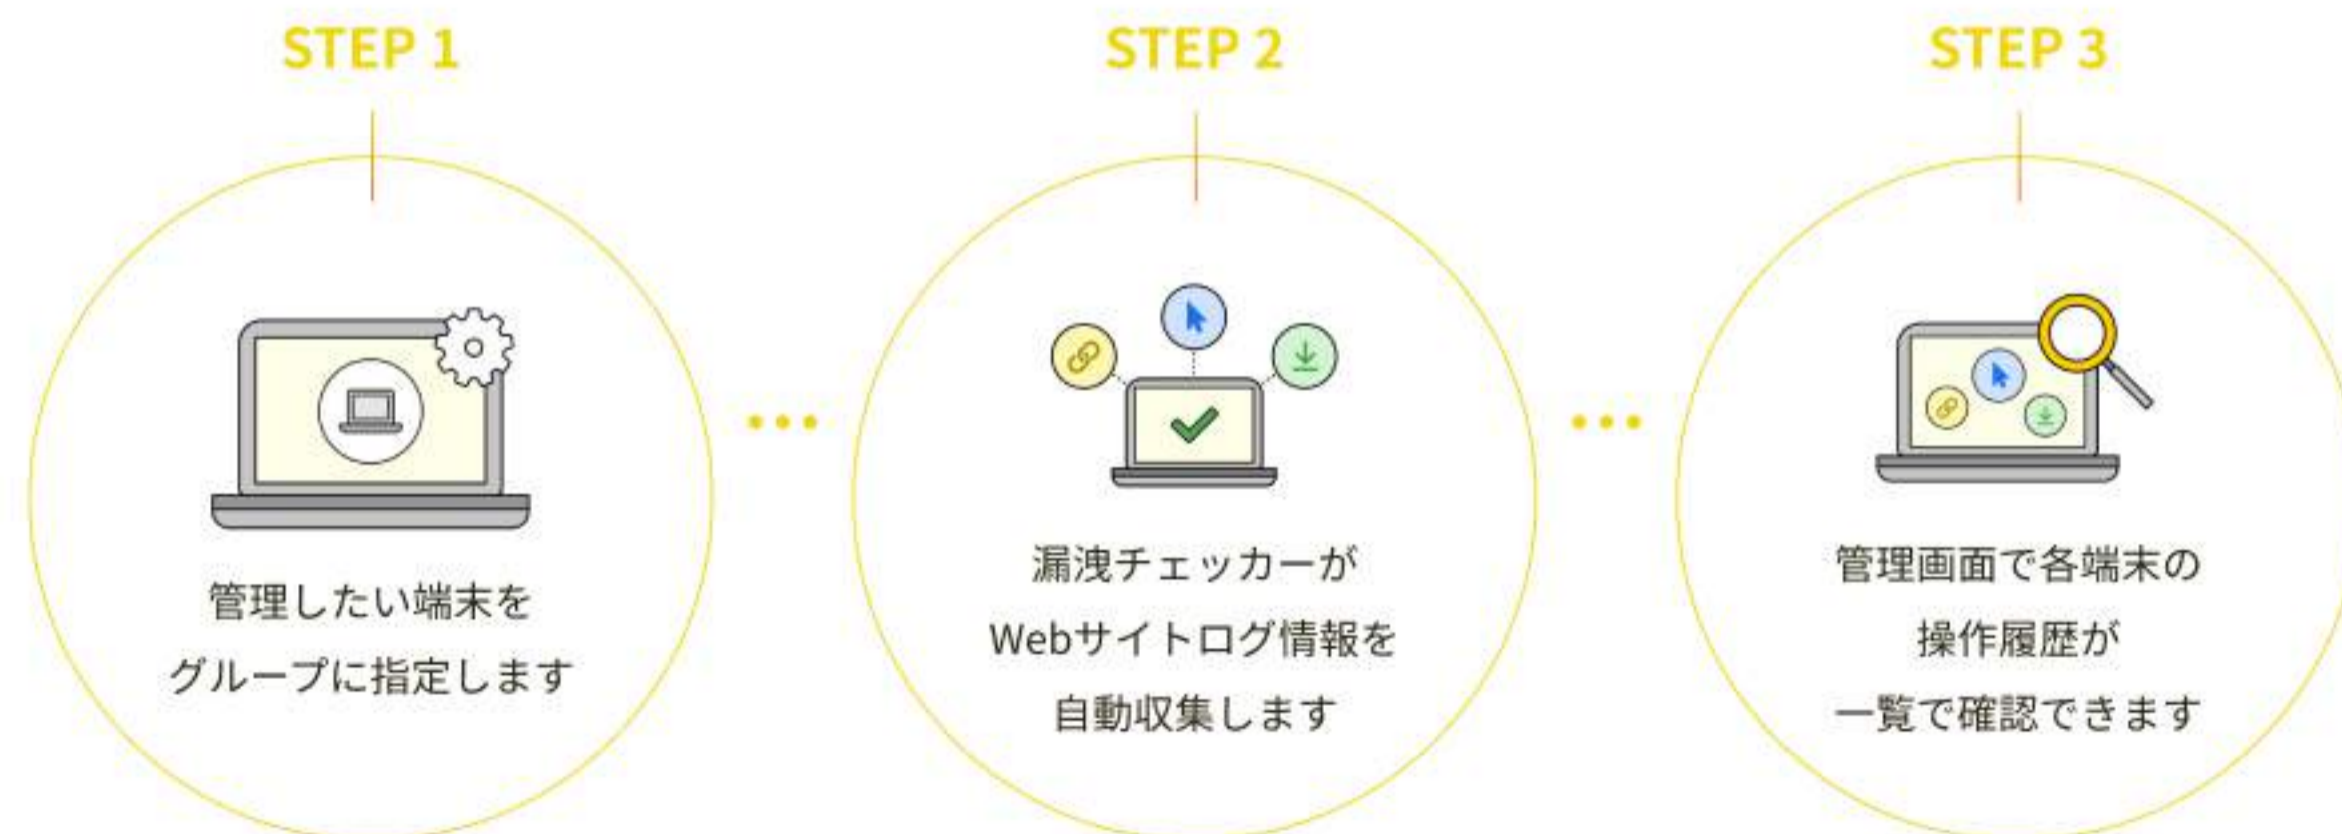 STEP 1
管理したい端末を
グループに指定します
STEP 2
漏洩チェッカーが
Webサイトログ情報を
自動収集します
STEP 3
管理画面で各端末の
操作履歴が
一覧で確認できます